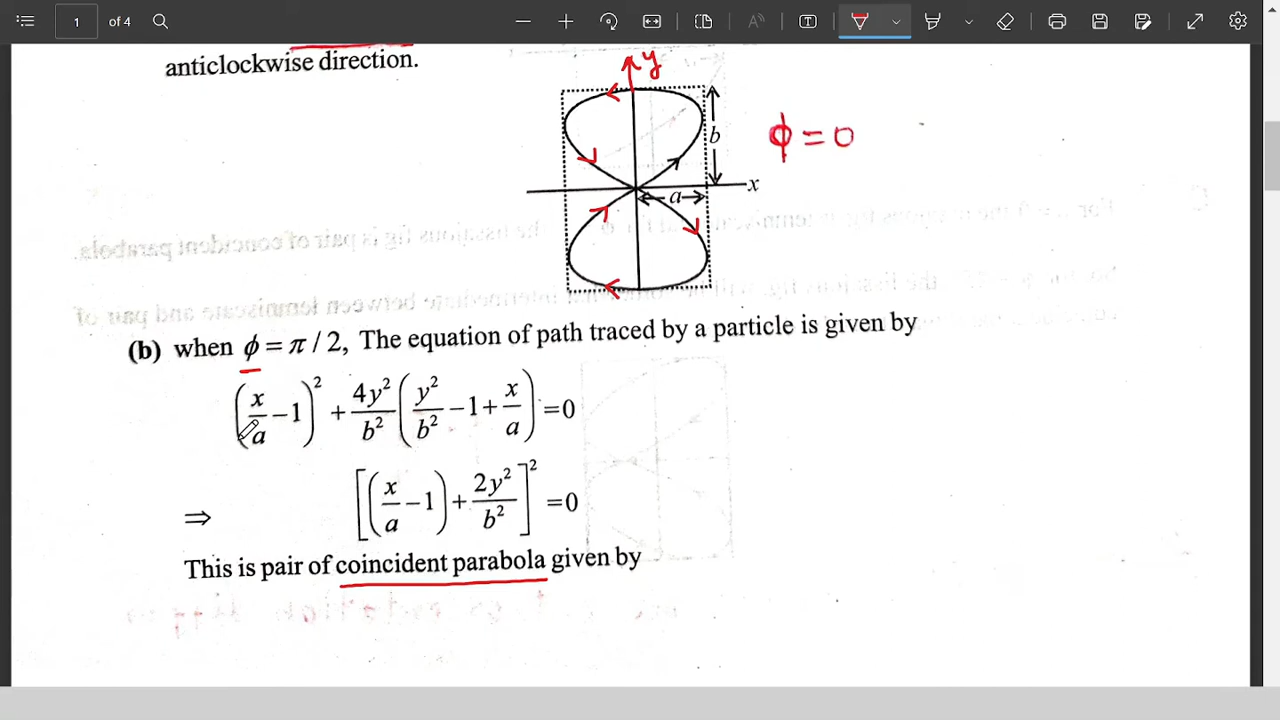 1 of 4
anticlockwise direction.
y
b
ϕ = 0
x
a
(b) when ϕ = π / 2, The equation of path traced by a particle is given by
(x/a − 1)² + 4y²/b² (y²/b² − 1 + x/a) = 0
⇒ [(x/a − 1) + 2y²/b²]² = 0
This is pair of coincident parabola given by